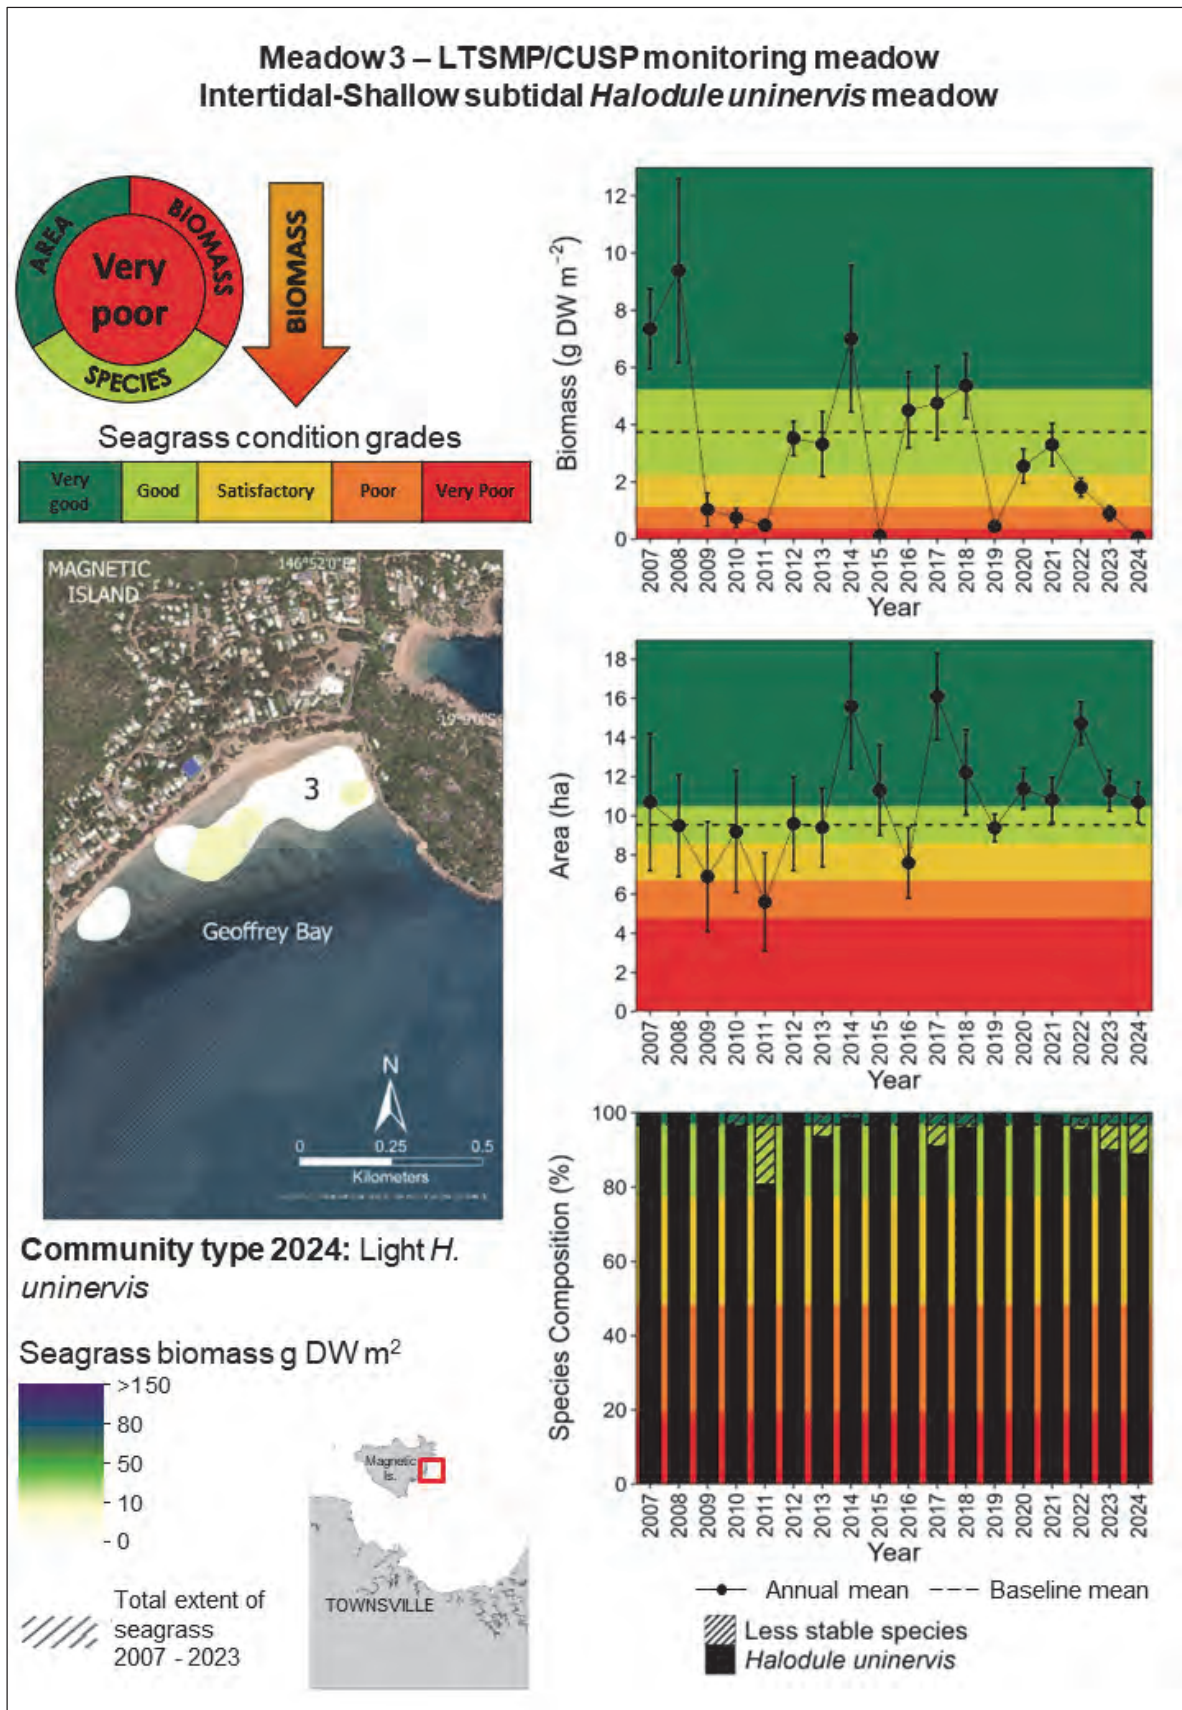 Meadow 3 – LTSMP/CUSP monitoring meadow
Intertidal-Shallow subtidal Halodule uninervis meadow
AREA
BIOMASS
SPECIES
Very
poor
BIOMASS
Seagrass condition grades
Very
good
Good
Satisfactory
Poor
Very Poor
MAGNETIC
ISLAND
146°52'0"E
3
Geoffrey Bay
N
0
0.25
0.5
Kilometers
Community type 2024: Light H.
uninervis
Seagrass biomass g DW m²
>150
80
50
10
0
Total extent of
seagrass
2007 - 2023
Magnetic
Is.
TOWNSVILLE
Biomass (g DW m⁻²)
12
10
8
6
4
2
0
2007
2008
2009
2010
2011
2012
2013
2014
2015
2016
2017
2018
2019
2020
2021
2022
2023
2024
Year
Area (ha)
18
16
14
12
10
8
6
4
2
0
2007
2008
2009
2010
2011
2012
2013
2014
2015
2016
2017
2018
2019
2020
2021
2022
2023
2024
Year
Species Composition (%)
100
80
60
40
20
0
2007
2008
2009
2010
2011
2012
2013
2014
2015
2016
2017
2018
2019
2020
2021
2022
2023
2024
Year
Annual mean
Baseline mean
Less stable species
Halodule uninervis